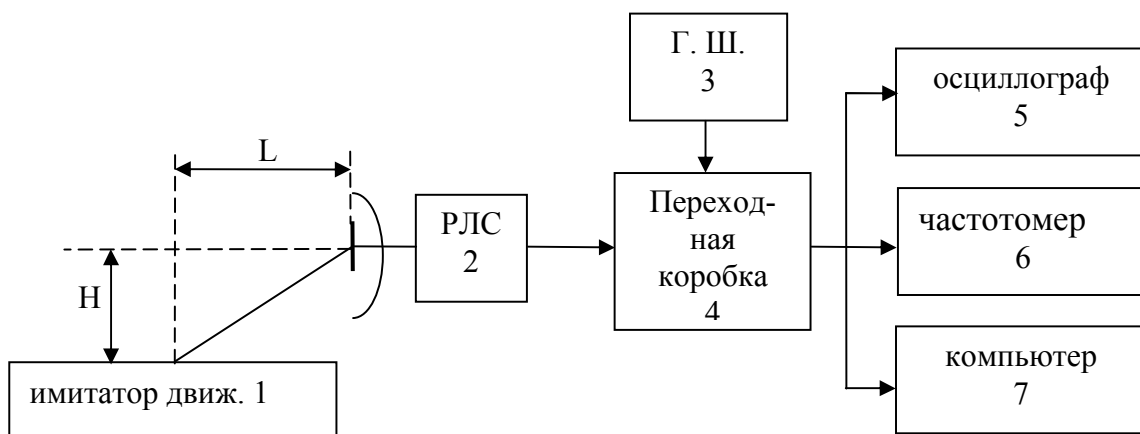 Г. Ш.
3
осциллограф
5
L
РЛС
2
Переход-
ная
коробка
4
частотомер
6
H
имитатор движ. 1
компьютер
7